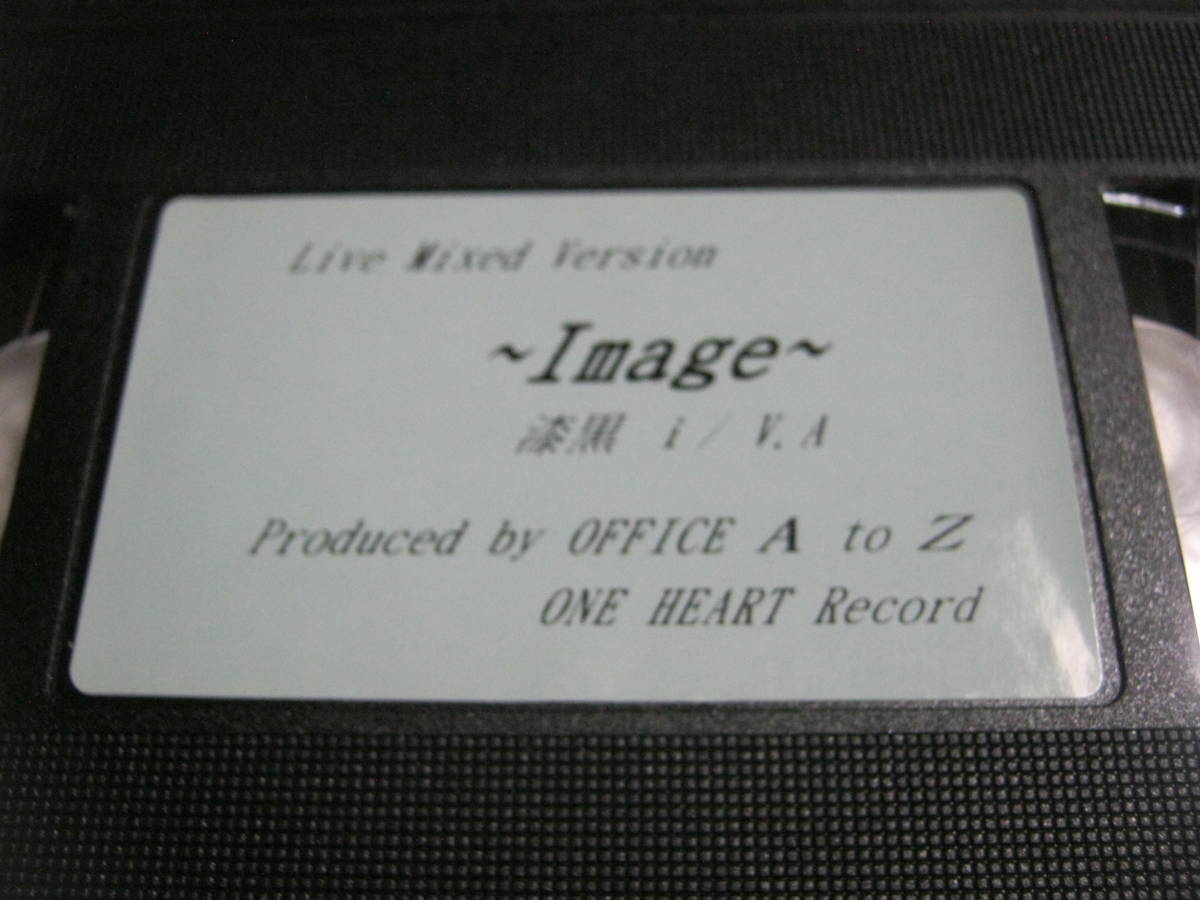 Live Mixed Version
~Image~
漆黒 i / V.A
Produced by OFFICE A to Z
ONE HEART Record